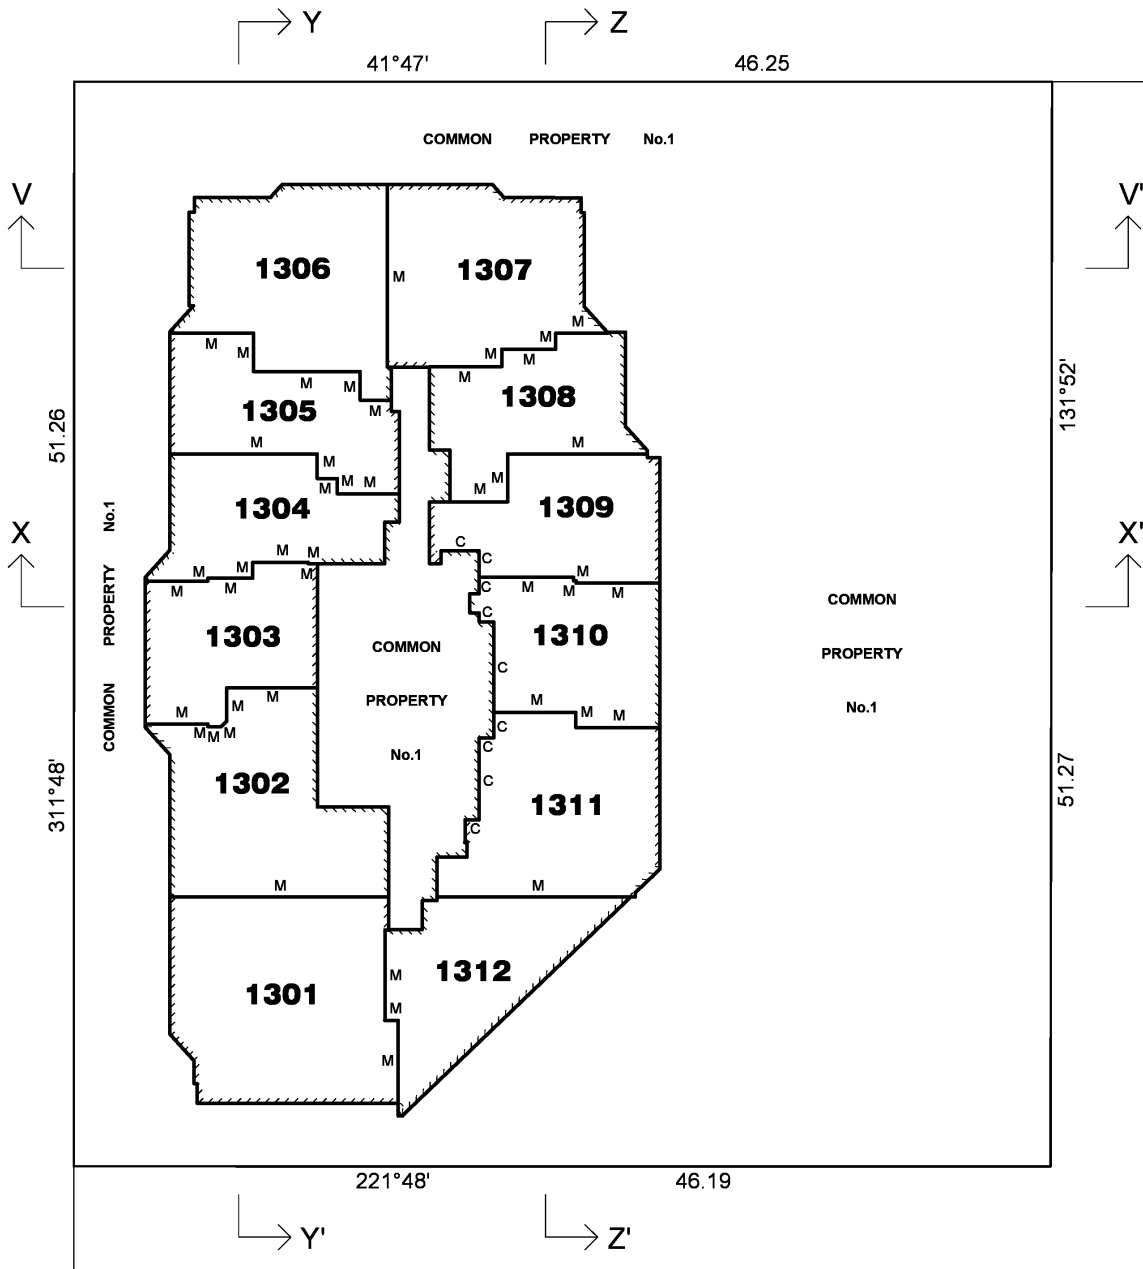 Y Z
41°47' 46.25
COMMON PROPERTY No.1
V V'
1306 1307
M
M
M M M
M M
M M
M M
M
1305 1308
51.26
131°52'
M M
M
M M M
M M
1304 1309
COMMON PROPERTY No.1
X X'
C
M M C
M M M M
M C M M M
C
1303 1310
COMMON
PROPERTY
No.1
COMMON
PROPERTY
No.1
C
M M M
M M M
M M M C
C
C
1302 1311
311°48'
51.27
C
M M
1301 1312
M
M
M
221°48' 46.19
Y' Z'